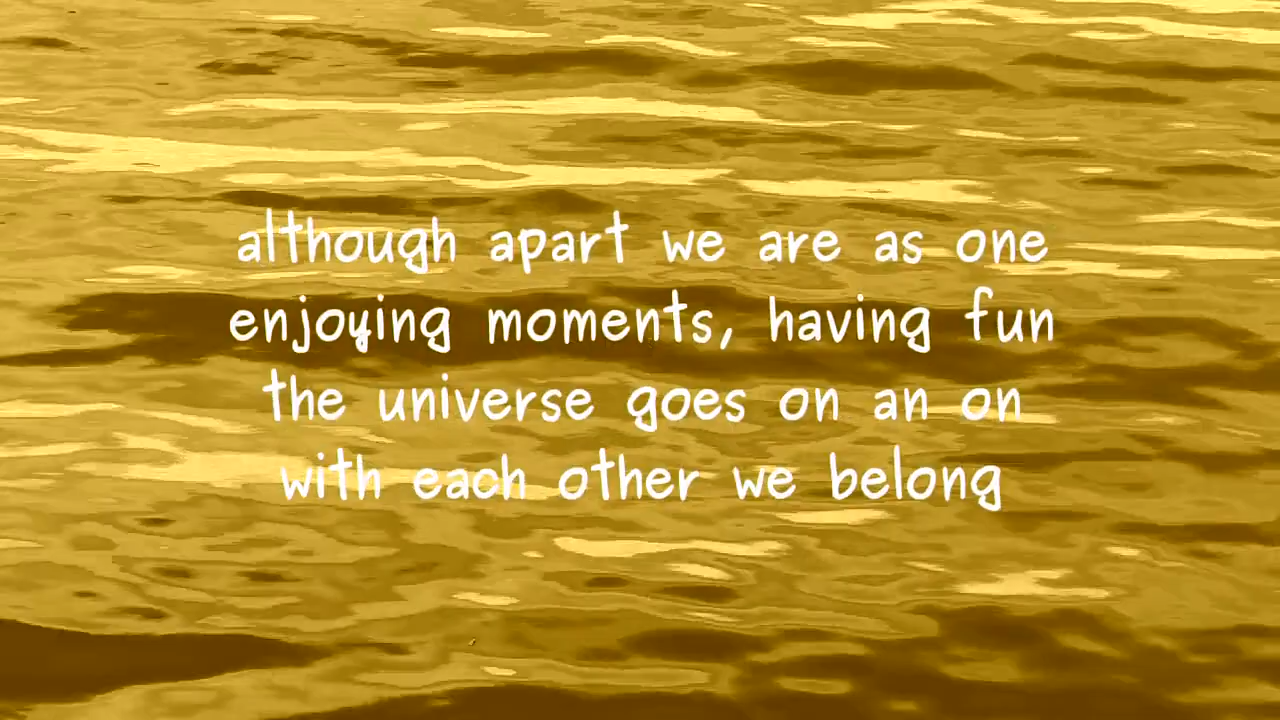 although apart we are as one
enjoying moments, having fun
the universe goes on an on
with each other we belong